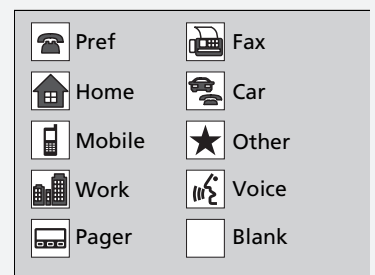 Pref
Fax
Home
Car
Mobile
Other
Work
Voice
Pager
Blank